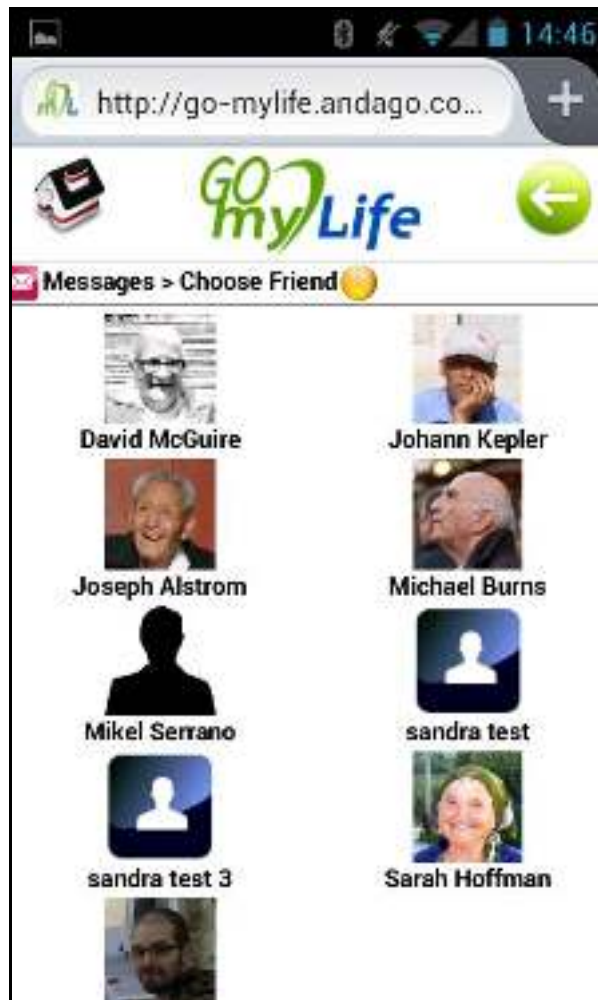 14:46
http://go-mylife.andago.co...
GO
my Life
Messages > Choose Friend
David McGuire
Johann Kepler
Joseph Alstrom
Michael Burns
Mikel Serrano
sandra test
sandra test 3
Sarah Hoffman